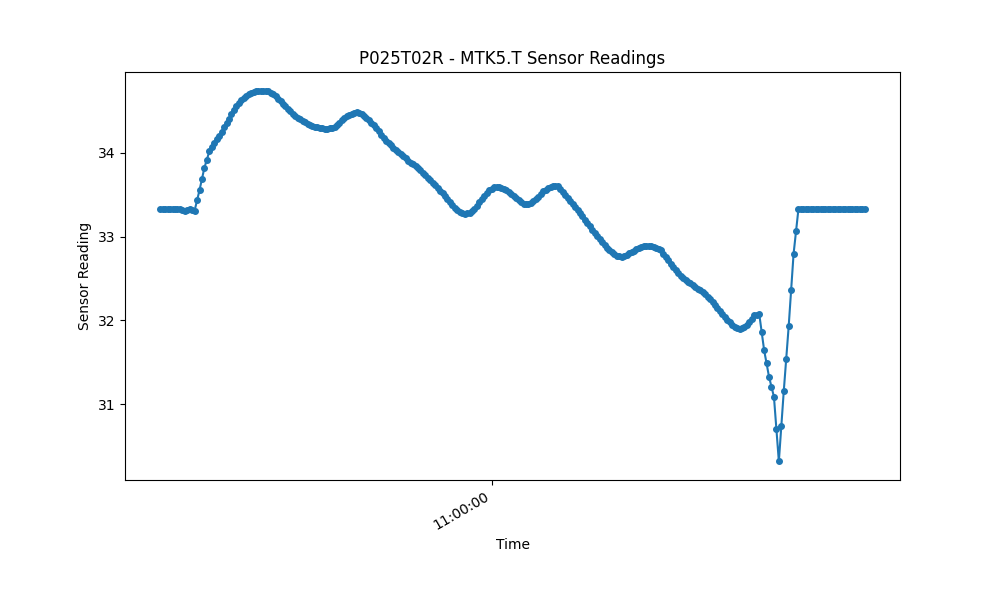 P025T02R - MTK5.T Sensor Readings
34
33
32
31
Sensor Reading
11:00:00
Time